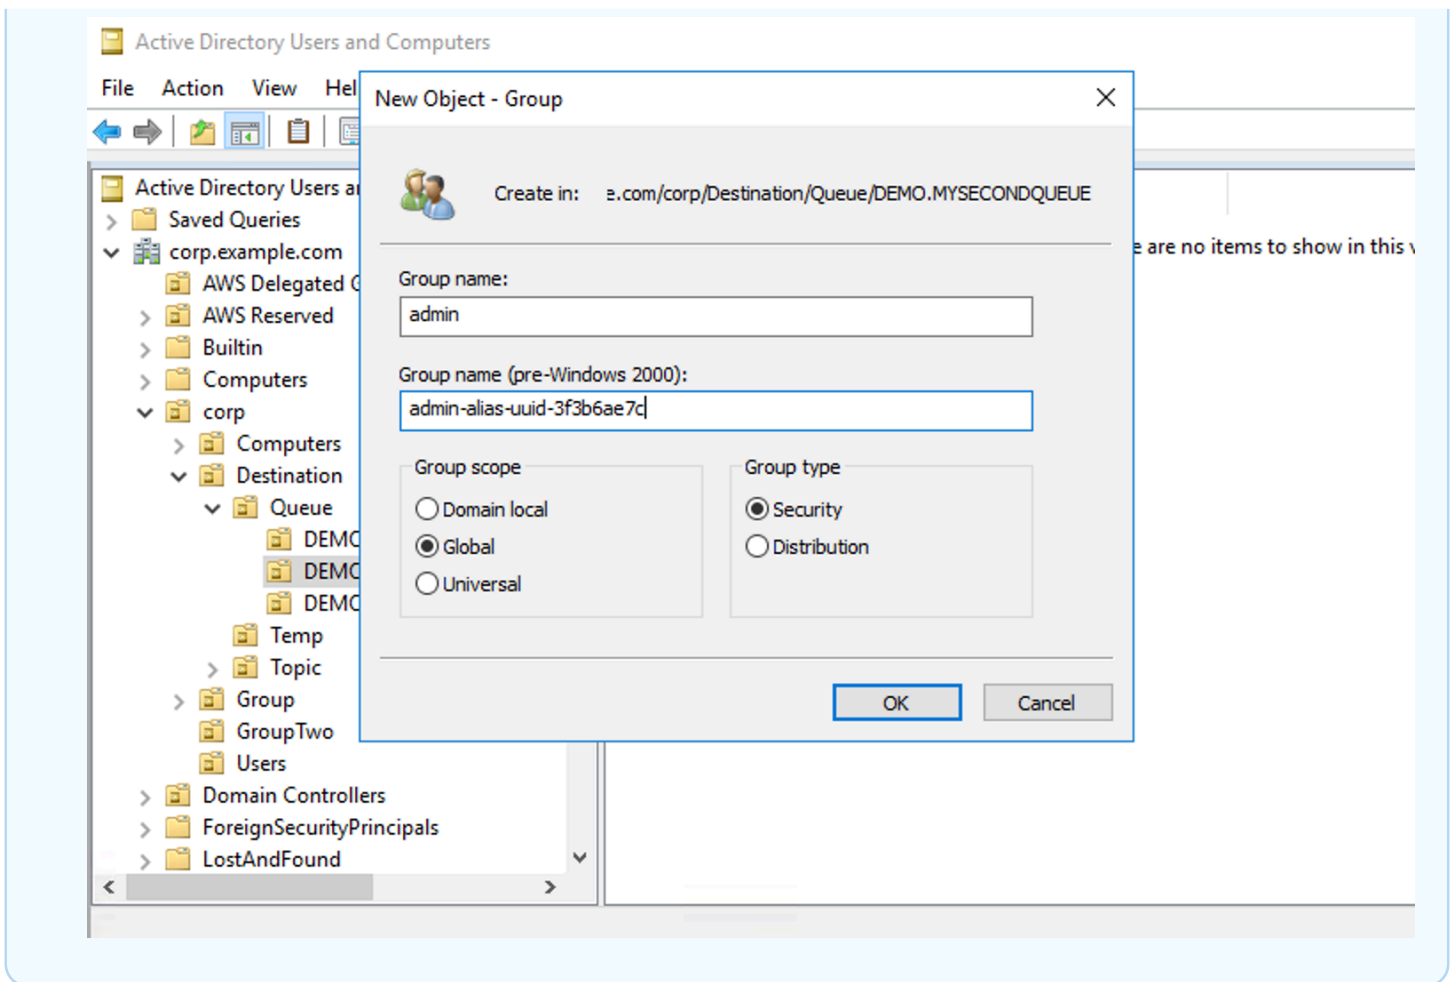 Active Directory Users and Computers
File Action View Hel
New Object - Group
Create in: e.com/corp/Destination/Queue/DEMO.MYSECONDQUEUE
Active Directory Users a
Saved Queries
corp.example.com
AWS Delegated
AWS Reserved
Builtin
Computers
corp
Computers
Destination
Queue
DEMO
DEMO
DEMO
Temp
Topic
Group
GroupTwo
Users
Domain Controllers
ForeignSecurityPrincipals
LostAndFound
Group name:
admin
Group name (pre-Windows 2000):
admin-alias-uuid-3f3b6ae7c
Group scope
Domain local
Global
Universal
Group type
Security
Distribution
OK Cancel
e are no items to show in this v